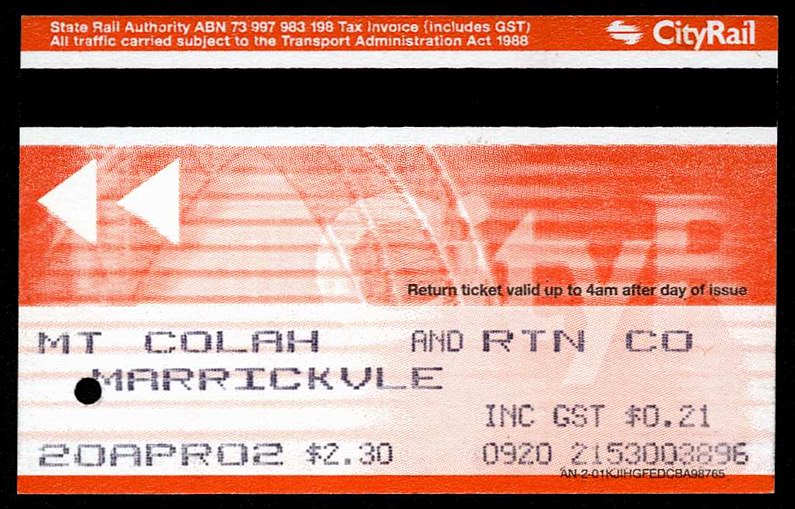 State Rail Authority ABN 73 997 983 198 Tax Invoice (includes GST)
All traffic carried subject to the Transport Administration Act 1988
CityRail
tyR
Return ticket valid up to 4am after day of issue
MT COLAH AND RTN CO
MARRICKVLE
INC GST $0.21
20APR02 $2.30 0920 2153003896
AN-2-01KJIHGFEDCBA98765